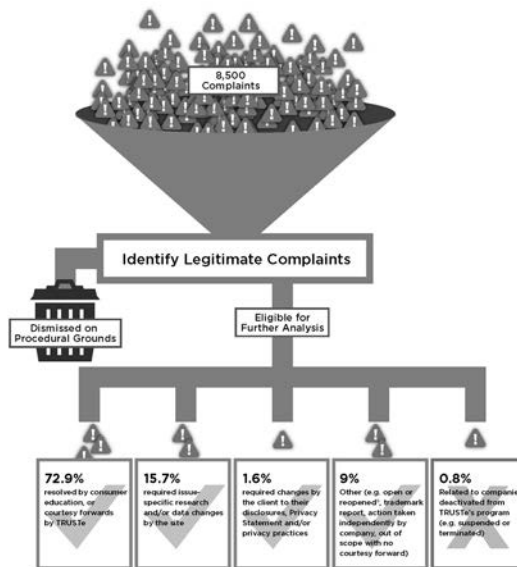 8,500
Complaints
Identify Legitimate Complaints
Dismissed on
Procedural Grounds
Eligible for
Further Analysis
72.9%
resolved by consumer
education, or
courtesy forwards
by TRUSTe
15.7%
required issue-
specific research
and/or data changes
by the site
1.6%
required changes by
the client to their
disclosures, Privacy
Statement and/or
privacy practices
9%
Other (e.g. open or
reopened¹, trademark
report, action taken
independently by
company, out of
scope with no
courtesy forward)
0.8%
Related to companies
deactivated from
TRUSTe's program
(e.g. suspended or
terminated)